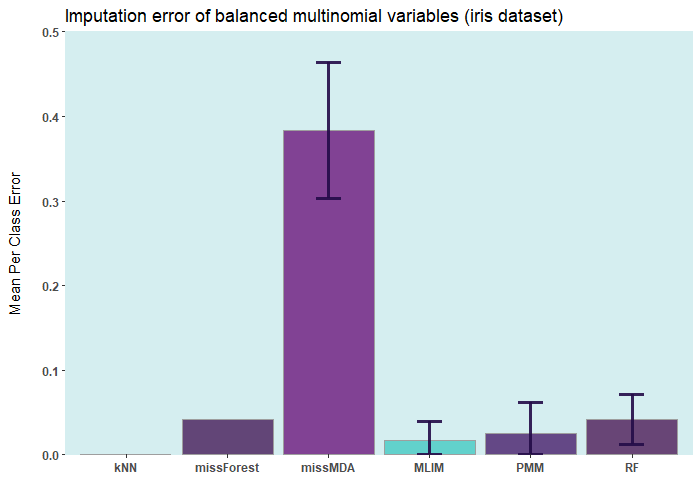 Imputation error of balanced multinomial variables (iris dataset)
Mean Per Class Error
0.5
0.4
0.3
0.2
0.1
0.0
kNN missForest missMDA MLIM PMM RF